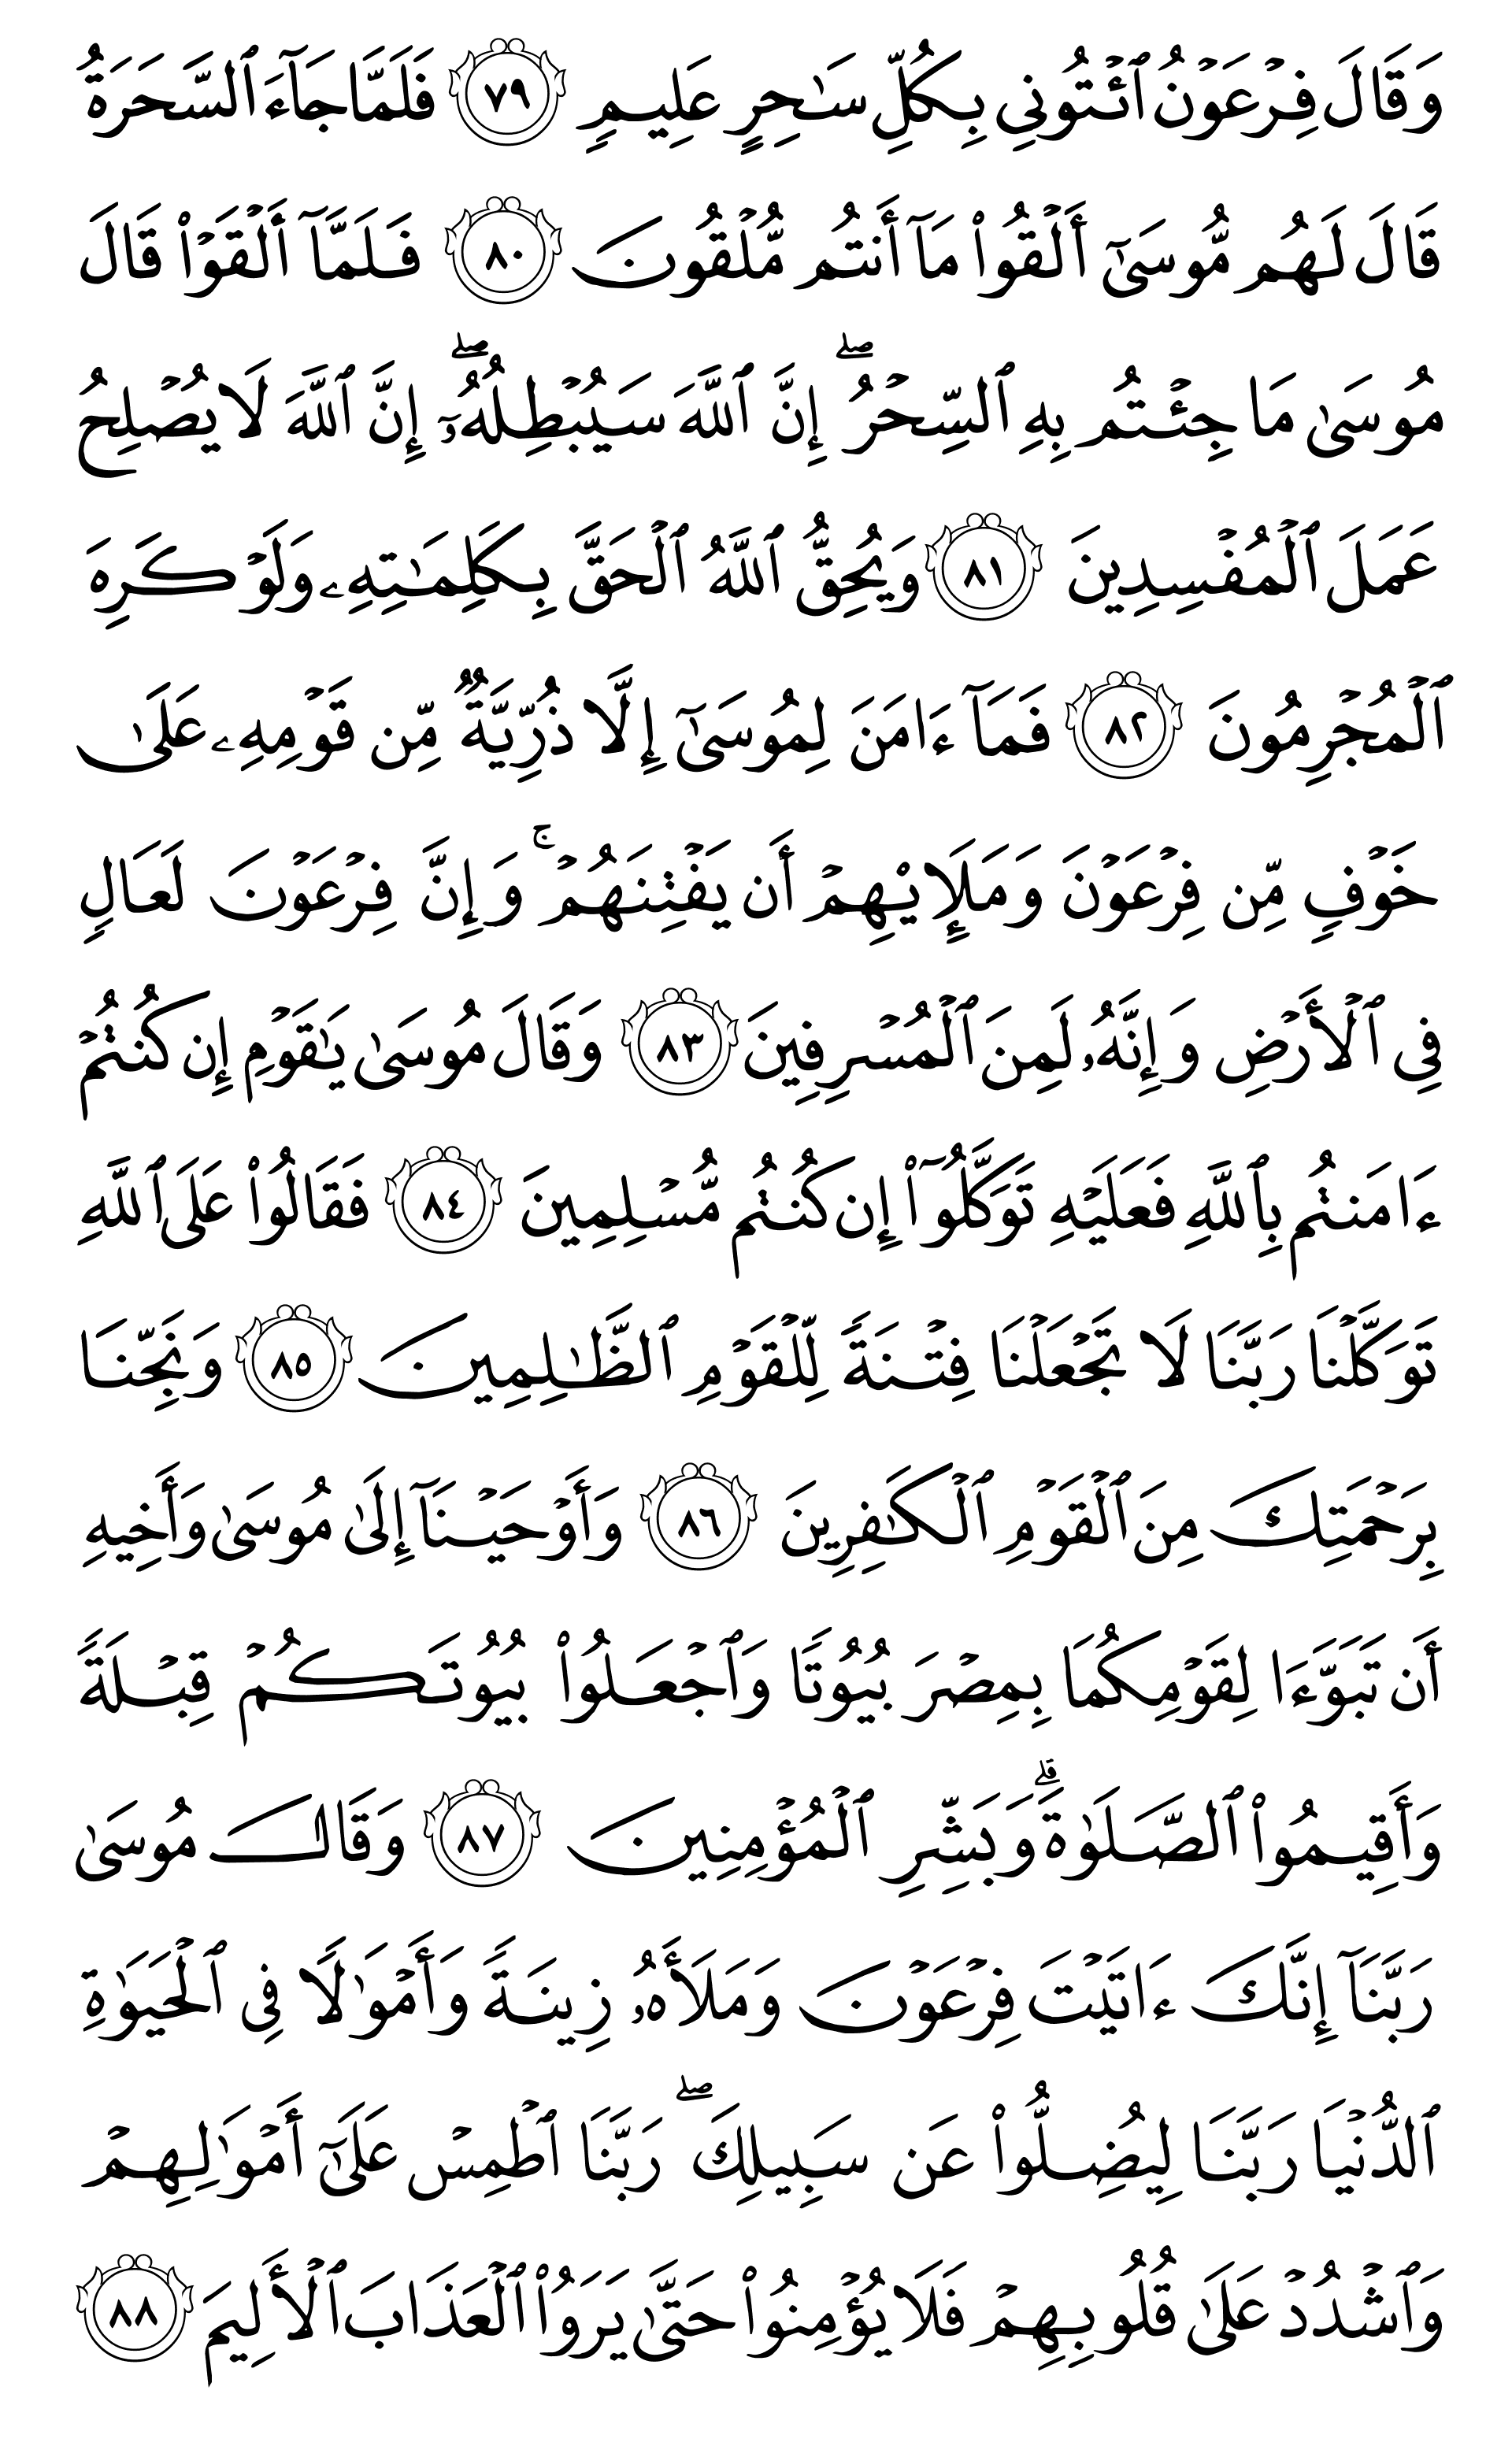 وَقَالَ فِرْعَوْنُ ٱئْتُونِي بِكُلِّ سَٰحِرٍ عَلِيمٍ ٧٩ فَلَمَّا جَآءَ ٱلسَّحَرَةُ
قَالَ لَهُم مُّوسَىٰٓ أَلْقُوا۟ مَآ أَنتُم مُّلْقُونَ ٨٠ فَلَمَّآ أَلْقَوْا۟ قَالَ
مُوسَىٰ مَا جِئْتُم بِهِ ٱلسِّحْرُۖ إِنَّ ٱللَّهَ سَيُبْطِلُهُۥٓۖ إِنَّ ٱللَّهَ لَا يُصْلِحُ
عَمَلَ ٱلْمُفْسِدِينَ ٨١ وَيُحِقُّ ٱللَّهُ ٱلْحَقَّ بِكَلِمَٰتِهِۦ وَلَوْ كَرِهَ
ٱلْمُجْرِمُونَ ٨٢ فَمَآ ءَامَنَ لِمُوسَىٰٓ إِلَّا ذُرِّيَّةٌ مِّن قَوْمِهِۦ عَلَىٰ
خَوْفٍ مِّن فِرْعَوْنَ وَمَلَإِي۟هِمْ أَن يَفْتِنَهُمْۚ وَإِنَّ فِرْعَوْنَ لَعَالٍ
فِي ٱلْأَرْضِ وَإِنَّهُۥ لَمِنَ ٱلْمُسْرِفِينَ ٨٣ وَقَالَ مُوسَىٰ يَٰقَوْمِ إِن كُنتُمْ
ءَامَنتُم بِٱللَّهِ فَعَلَيْهِ تَوَكَّلُوٓا۟ إِن كُنتُم مُّسْلِمِينَ ٨٤ فَقَالُوا۟ عَلَى ٱللَّهِ
تَوَكَّلْنَا رَبَّنَا لَا تَجْعَلْنَا فِتْنَةً لِّلْقَوْمِ ٱلظَّٰلِمِينَ ٨٥ وَنَجِّنَا
بِرَحْمَتِكَ مِنَ ٱلْقَوْمِ ٱلْكَٰفِرِينَ ٨٦ وَأَوْحَيْنَآ إِلَىٰ مُوسَىٰ وَأَخِيهِ
أَن تَبَوَّءَا لِقَوْمِكُمَا بِمِصْرَ بُيُوتًا وَٱجْعَلُوا۟ بُيُوتَكُمْ قِبْلَةً
وَأَقِيمُوا۟ ٱلصَّلَوٰةَۗ وَبَشِّرِ ٱلْمُؤْمِنِينَ ٨٧ وَقَالَ مُوسَىٰ
رَبَّنَآ إِنَّكَ ءَاتَيْتَ فِرْعَوْنَ وَمَلَأَهُۥ زِينَةً وَأَمْوَٰلًا فِي ٱلْحَيَوٰةِ
ٱلدُّنْيَا رَبَّنَا لِيُضِلُّوا۟ عَن سَبِيلِكَۖ رَبَّنَا ٱطْمِسْ عَلَىٰٓ أَمْوَٰلِهِمْ
وَٱشْدُدْ عَلَىٰ قُلُوبِهِمْ فَلَا يُؤْمِنُوا۟ حَتَّىٰ يَرَوُا۟ ٱلْعَذَابَ ٱلْأَلِيمَ ٨٨